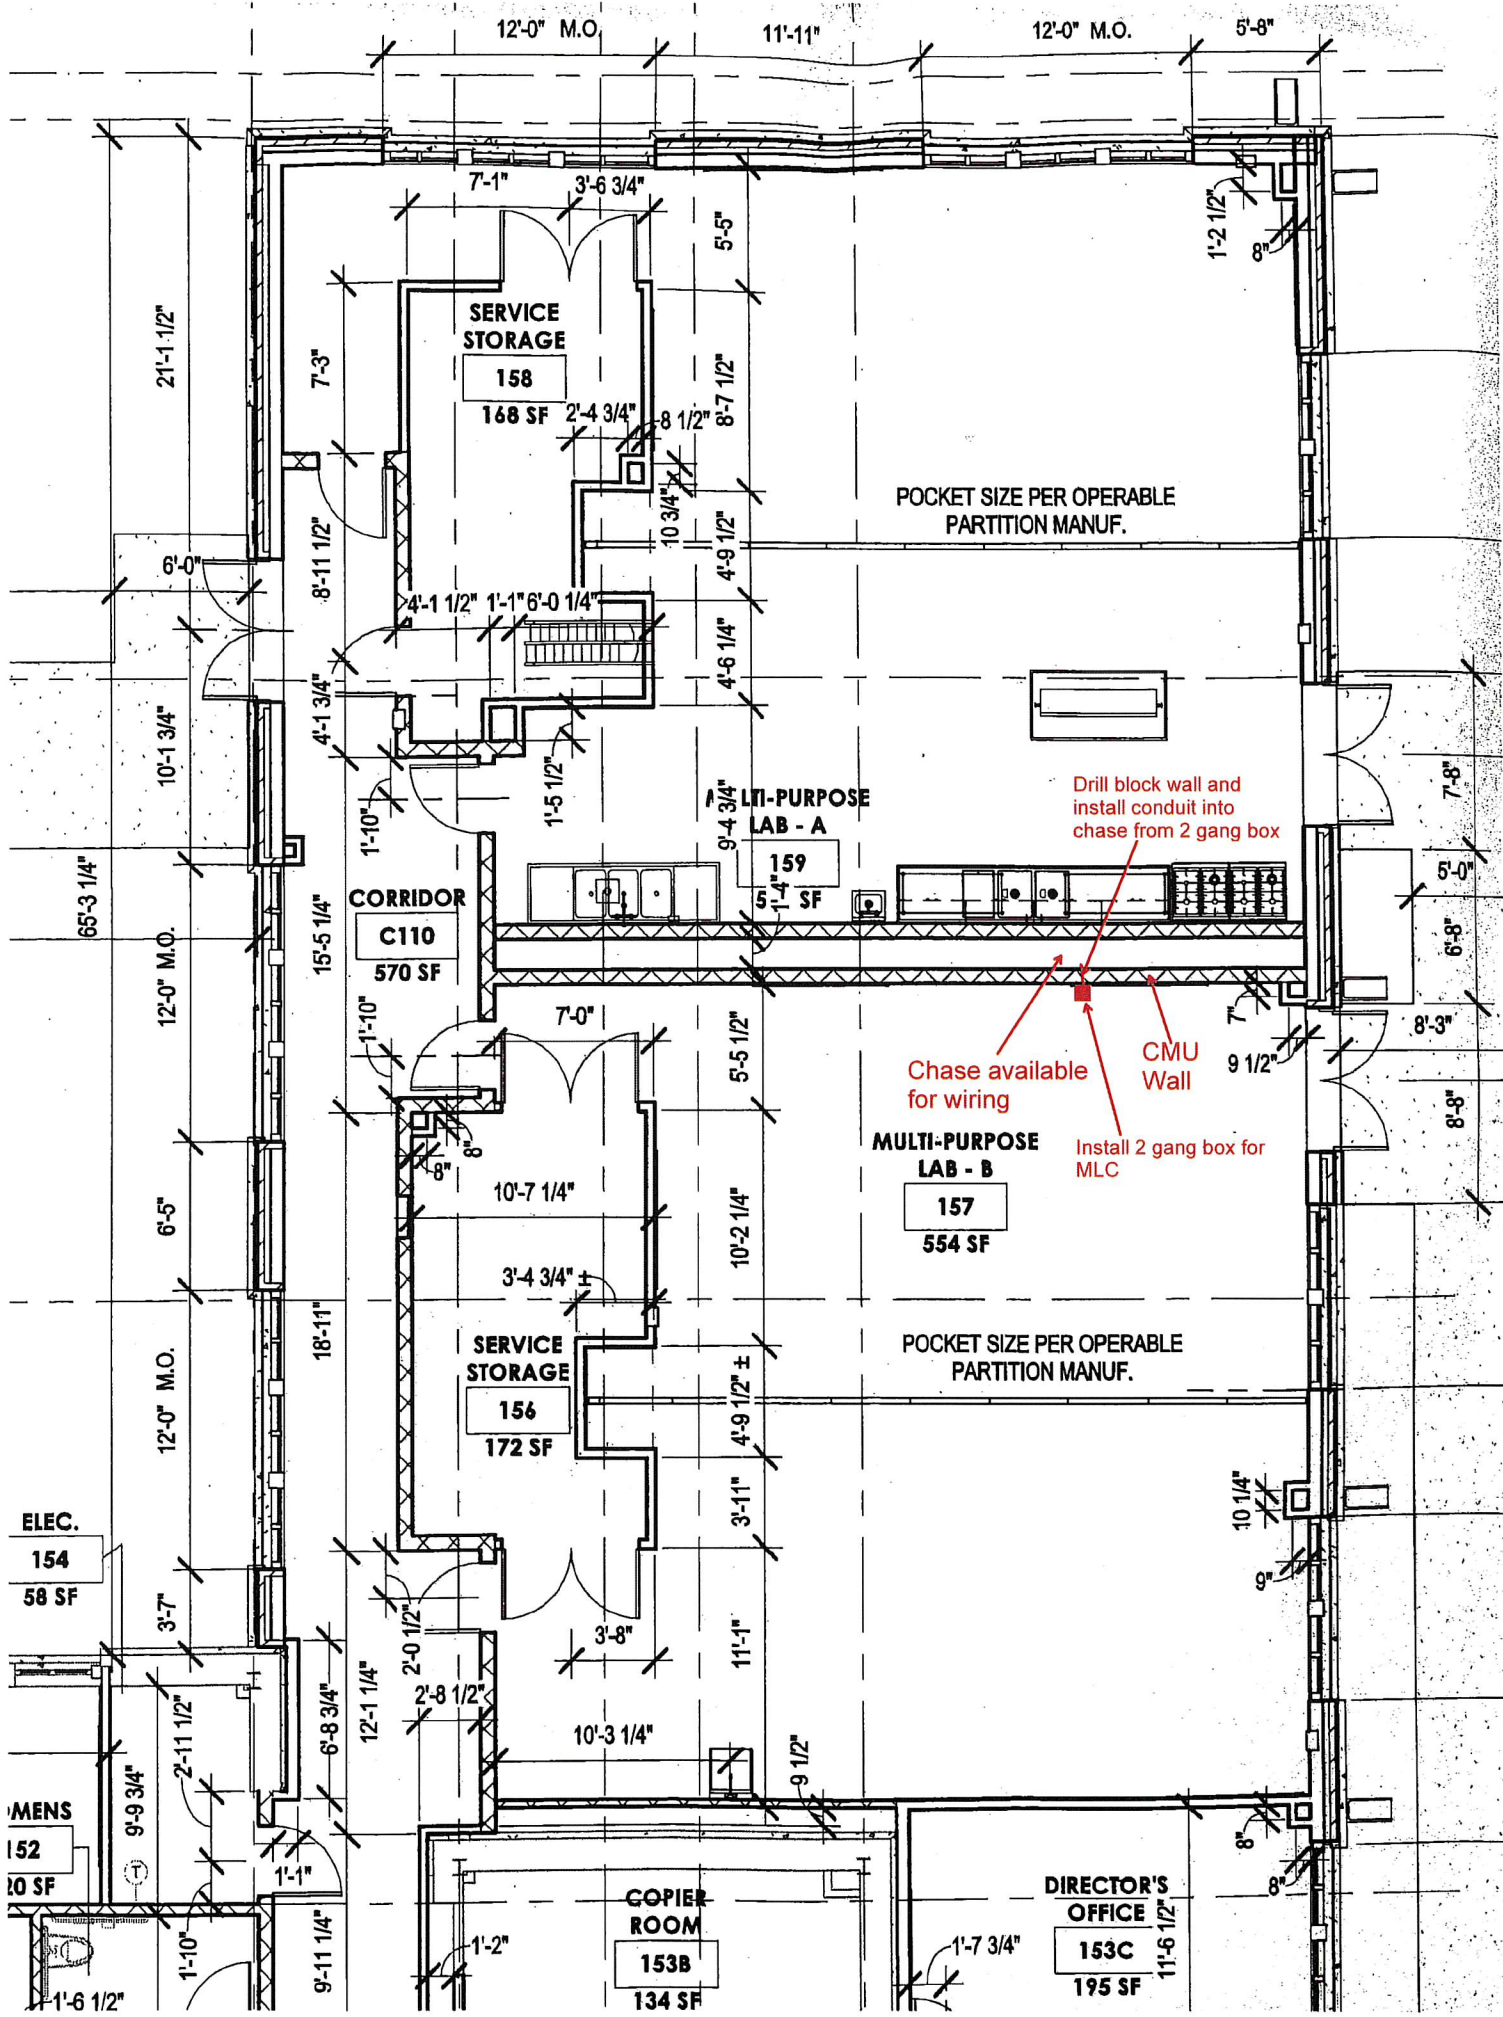 12'-0" M.O.
11'-11"
12'-0" M.O.
5'-8"
7'-1"
3'-6 3/4"
5'-5"
1'-2 1/2"
8"
21'-1 1/2"
7'-3"
SERVICE
STORAGE
158
168 SF
2'-4 3/4"
8 1/2"
8'-7 1/2"
10 3/4"
POCKET SIZE PER OPERABLE
PARTITION MANUF.
6'-0"
8'-11 1/2"
4'-9 1/2"
4'-1 1/2"
1'-1"
6'-0 1/4"
4'-6 1/4"
4'-1 3/4"
10'-1 3/4"
1'-10"
1'-5 1/2"
9'-4 3/4"
LTI-PURPOSE
LAB - A
159
SF
1'-4"
Drill block wall and
install conduit into
chase from 2 gang box
7'-8"
5'-0"
6'-8"
65'-3 1/4"
CORRIDOR
C110
570 SF
15'-5 1/4"
12'-0" M.O.
1'-10"
7'-0"
5'-5 1/2"
7"
9 1/2"
8'-3"
8'-8"
Chase available
for wiring
CMU
Wall
Install 2 gang box for
MLC
MULTI-PURPOSE
LAB - B
157
554 SF
8"
8"
10'-7 1/4"
10'-2 1/4"
6'-5"
3'-4 3/4" ±
18'-11"
SERVICE
STORAGE
156
172 SF
POCKET SIZE PER OPERABLE
PARTITION MANUF.
12'-0" M.O.
4'-9 1/2" ±
3'-11"
10 1/4"
9"
ELEC.
154
58 SF
3'-7"
2'-0 1/2"
3'-8"
11'-1"
2'-8 1/2"
6'-8 3/4"
12'-1 1/4"
10'-3 1/4"
9 1/2"
2'-11 1/2"
9'-9 3/4"
MENS
152
20 SF
T
1'-1"
8"
8"
1'-10"
9'-11 1/4"
1'-6 1/2"
COPIER
ROOM
153B
134 SF
1'-2"
DIRECTOR'S
OFFICE
153C
195 SF
1'-7 3/4"
11'-6 1/2"